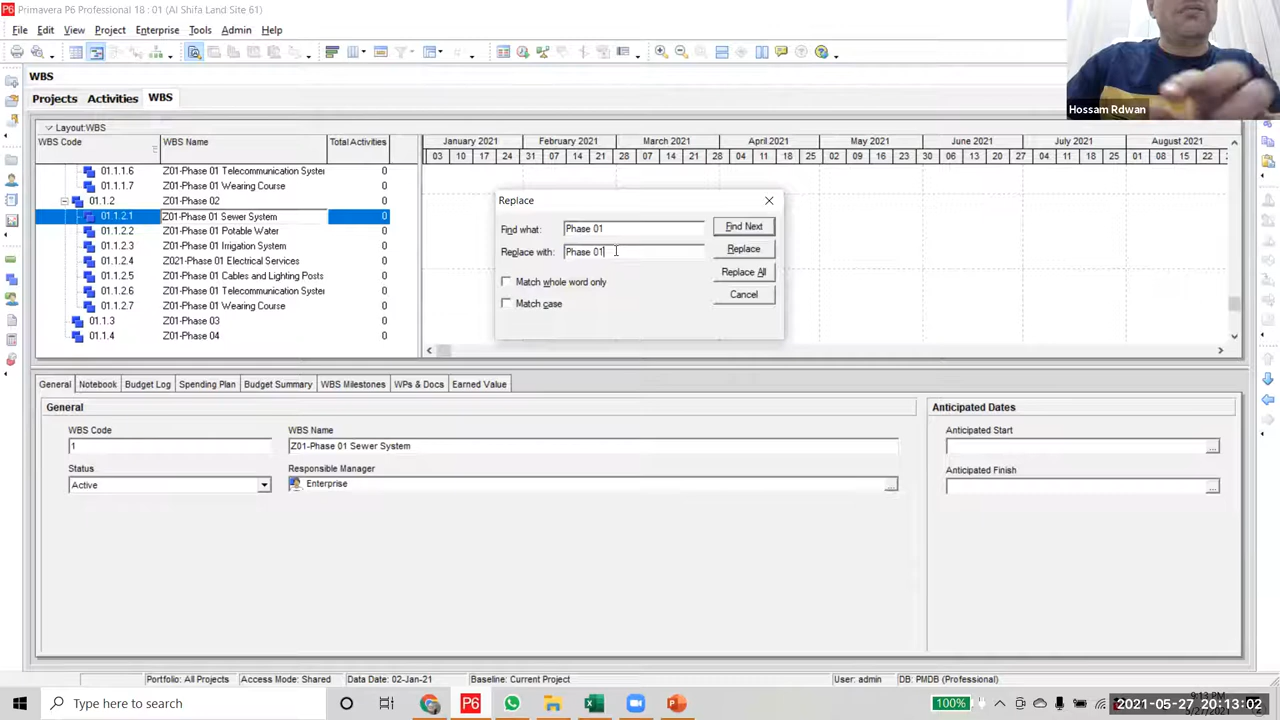 Primavera P6 Professional 18 : 01 (Al Shifa Land Site 61)
File Edit View Project Enterprise Tools Admin Help
WBS
Projects Activities WBS
Layout:WBS
WBS Code WBS Name Total Activities
January 2021 February 2021 March 2021 April 2021 May 2021 June 2021 July 2021 August 2021
03 10 17 24 31 07 14 21 28 07 14 21 28 04 11 18 25 02 09 16 23 30 06 13 20 27 04 11 18 25 01 08 15 22
01.1.1.6 Z01-Phase 01 Telecommunication Syster 0
01.1.1.7 Z01-Phase 01 Wearing Course 0
01.1.2 Z01-Phase 02 0
01.1.2.1 Z01-Phase 01 Sewer System 0
01.1.2.2 Z01-Phase 01 Potable Water 0
01.1.2.3 Z01-Phase 01 Irrigation System 0
01.1.2.4 Z021-Phase 01 Electrical Services 0
01.1.2.5 Z01-Phase 01 Cables and Lighting Posts 0
01.1.2.6 Z01-Phase 01 Telecommunication Syster 0
01.1.2.7 Z01-Phase 01 Wearing Course 0
01.1.3 Z01-Phase 03 0
01.1.4 Z01-Phase 04 0
Replace
Find what: Phase 01 Find Next
Replace with: Phase 01 Replace
Match whole word only Replace All
Match case Cancel
Hossam Rdwan
General Notebook Budget Log Spending Plan Budget Summary WBS Milestones WPs & Docs Earned Value
General Anticipated Dates
WBS Code WBS Name Anticipated Start
1 Z01-Phase 01 Sewer System
Status Responsible Manager Anticipated Finish
Active Enterprise
Portfolio: All Projects Access Mode: Shared Data Date: 02-Jan-21 Baseline: Current Project User: admin DB: PMDB (Professional)
Type here to search 100% 9:13 PM
5/27/2021
2021-05-27 20:13:02